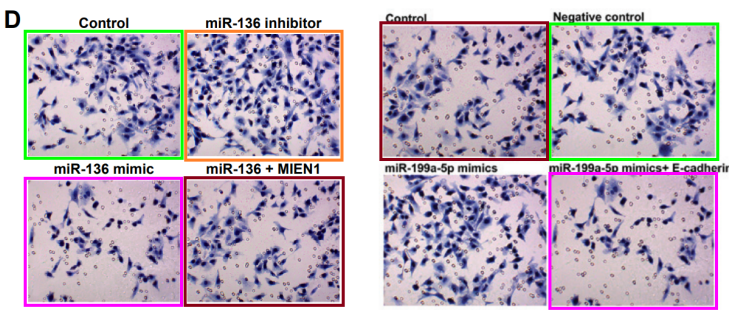 D
Control
miR-136 inhibitor
miR-136 mimic
miR-136 + MIEN1
Control
Negative control
miR-199a-5p mimics
miR-199a-5p mimics+ E-cadherin